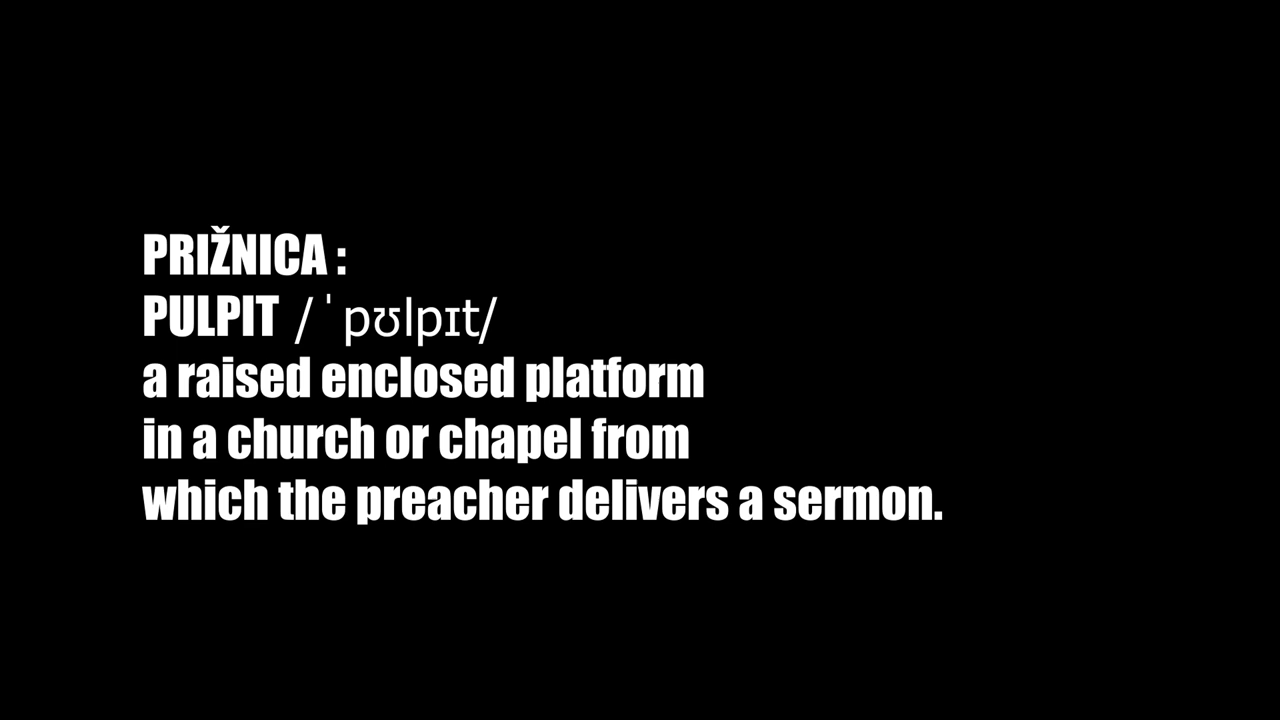 PRIŽNICA :
PULPIT /ˈpʊlpɪt/
a raised enclosed platform
in a church or chapel from
which the preacher delivers a sermon.